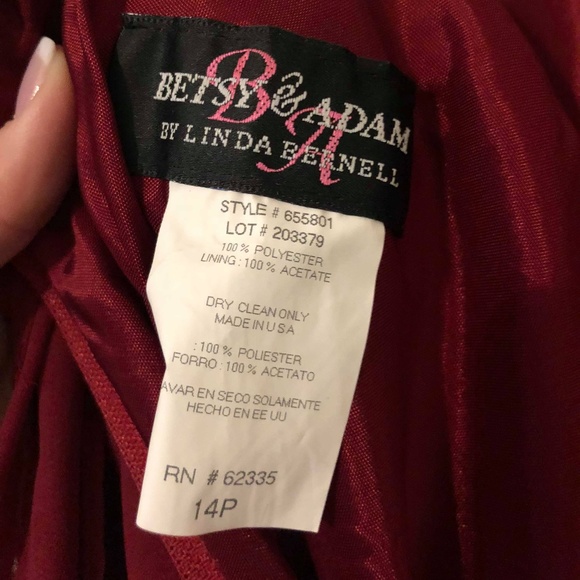 BETSY & ADAM
BA
BY LINDA BERNELL
STYLE # 655801
LOT # 203379
100% POLYESTER
LINING : 100% ACETATE
DRY CLEAN ONLY
MADE IN U S A
: 100% POLIESTER
FORRO : 100% ACETATO
AVAR EN SECO SOLAMENTE
HECHO EN EE UU
RN # 62335
14P